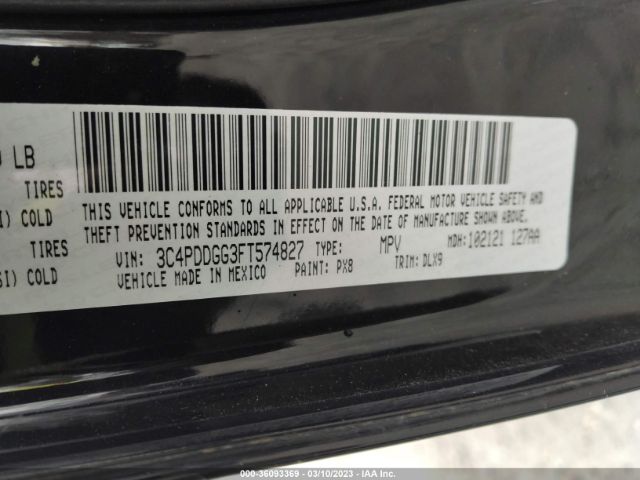 LB
TIRES
COLD
TIRES
COLD
THIS VEHICLE CONFORMS TO ALL APPLICABLE U.S.A. FEDERAL MOTOR VEHICLE SAFETY AND
THEFT PREVENTION STANDARDS IN EFFECT ON THE DATE OF MANUFACTURE SHOWN ABOVE.
VIN: 3C4PDDGG3FT574827 TYPE: MPV MDH:102121 127AA
VEHICLE MADE IN MEXICO PAINT: PX8 TRIM:DLX9
000-36093369 | 03/10/2023 | IAA Inc.